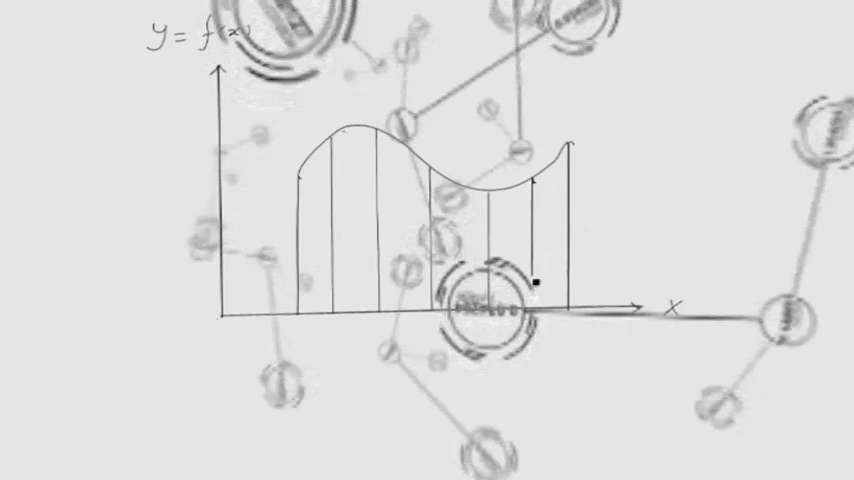 y = f(x)
x